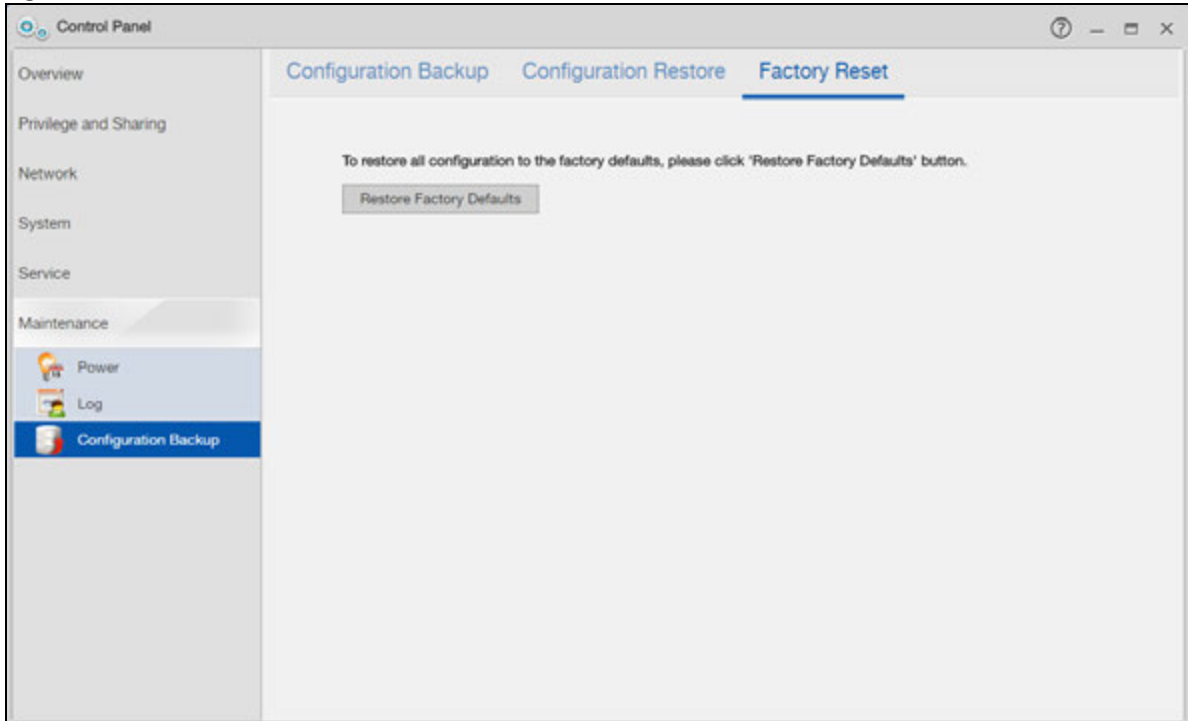 Control Panel
Overview
Privilege and Sharing
Network
System
Service
Maintenance
Power
Log
Configuration Backup
Configuration Backup Configuration Restore Factory Reset
To restore all configuration to the factory defaults, please click 'Restore Factory Defaults' button.
Restore Factory Defaults